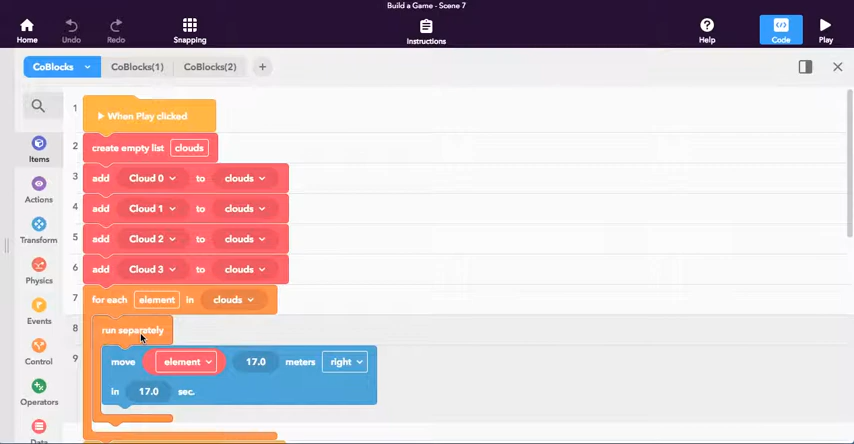 Build a Game - Scene 7
Home Undo Redo Snapping Instructions Help Code Play
CoBlocks CoBlocks(1) CoBlocks(2) +
1 When Play clicked
2 create empty list clouds
Items
3 add Cloud 0 to clouds
Actions
4 add Cloud 1 to clouds
Transform
5 add Cloud 2 to clouds
Physics
6 add Cloud 3 to clouds
Events
7 for each element in clouds
8 run separately
Control
9 move element 17.0 meters right
Operators
in 17.0 sec.
Data